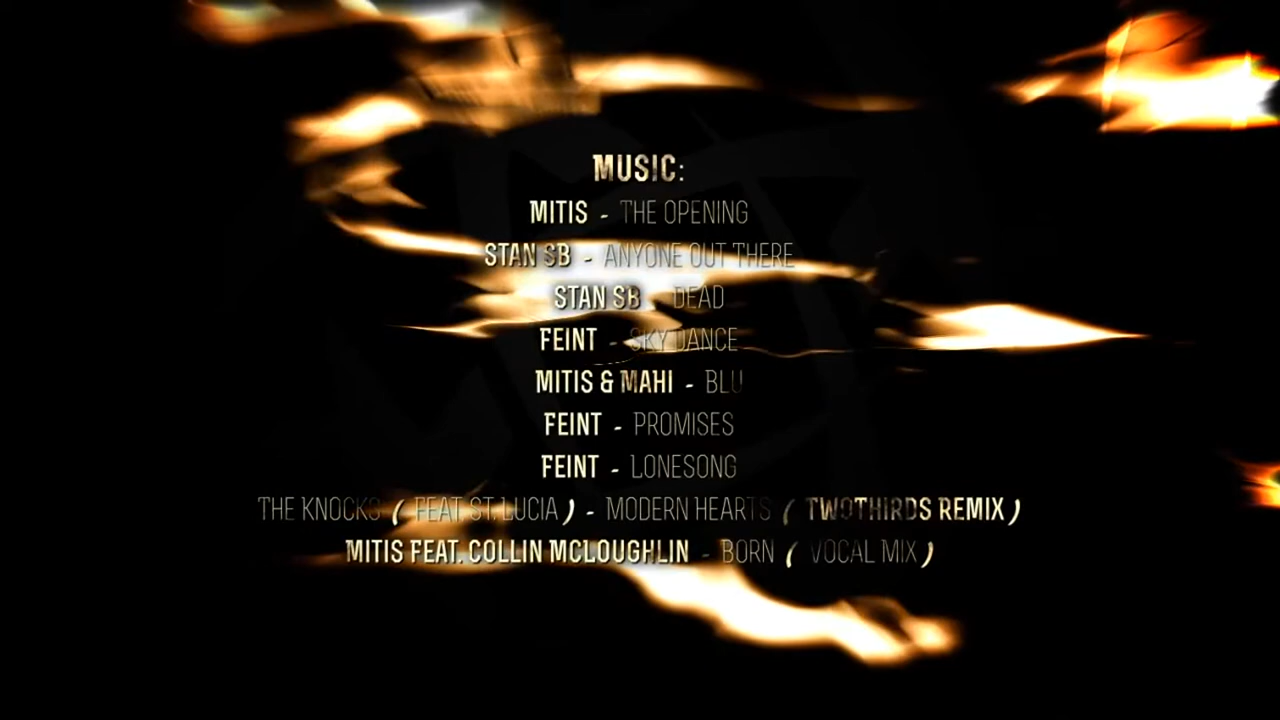 MUSIC:
MITIS - THE OPENING
STAN SB - ANYONE OUT THERE
STAN SB - DEAD
FEINT - SKY DANCE
MITIS & MAHI - BLU
FEINT - PROMISES
FEINT - LONESONG
THE KNOCKS ( FEAT ST. LUCIA ) - MODERN HEARTS ( TWOTHIRDS REMIX )
MITIS FEAT. COLLIN MCLOUGHLIN - BORN ( VOCAL MIX )